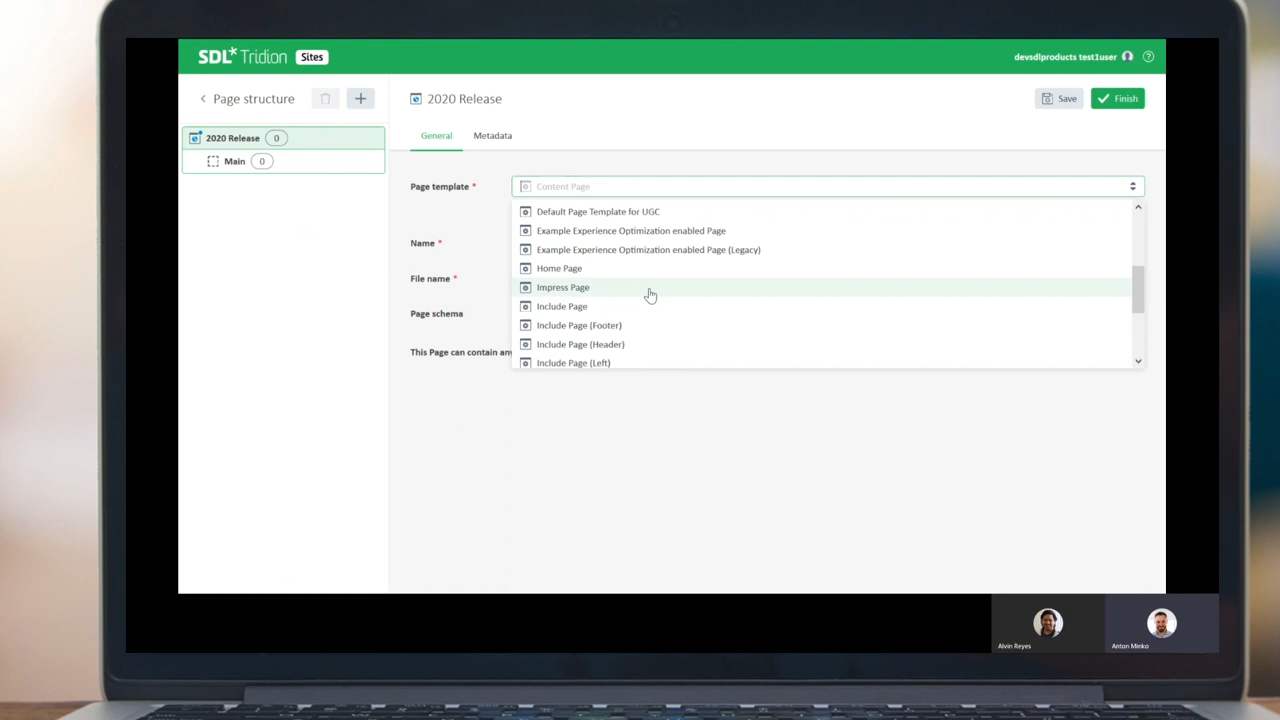 SDL* Tridion Sites
devsdlproducts test1user
Page structure
2020 Release
Save
Finish
2020 Release 0
Main 0
General Metadata
Page template *
Content Page
Default Page Template for UGC
Example Experience Optimization enabled Page
Name *
Example Experience Optimization enabled Page (Legacy)
Home Page
File name *
Impress Page
Include Page
Page schema
Include Page (Footer)
Include Page (Header)
This Page can contain any
Include Page (Left)
Alvin Reyes
Anton Minko